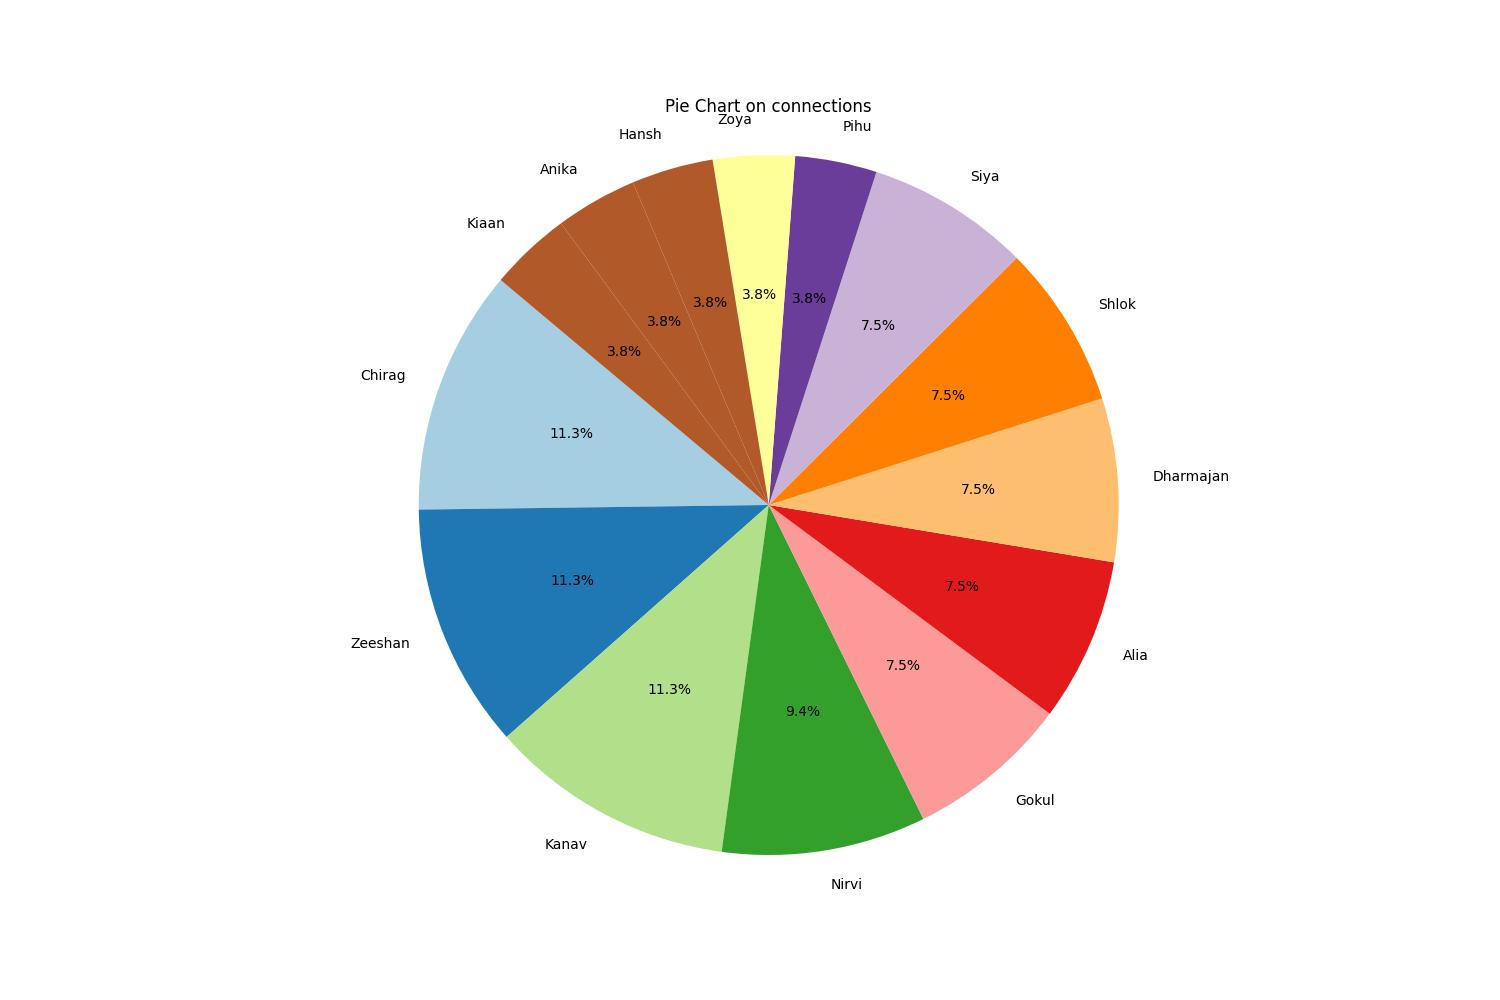 Pie Chart on connections
Zoya
Pihu
Hansh
Anika
Siya
Kiaan
Shlok
Chirag
Dharmajan
Zeeshan
Alia
Gokul
Kanav
Nirvi
3.8%
3.8%
3.8%
3.8%
3.8%
7.5%
7.5%
11.3%
7.5%
11.3%
7.5%
7.5%
11.3%
9.4%